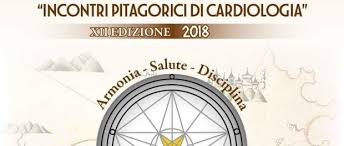 "INCONTRI PITAGORICI DI CARDIOLOGIA"
XII EDIZIONE 2018
Armonia - Salute - Disciplina